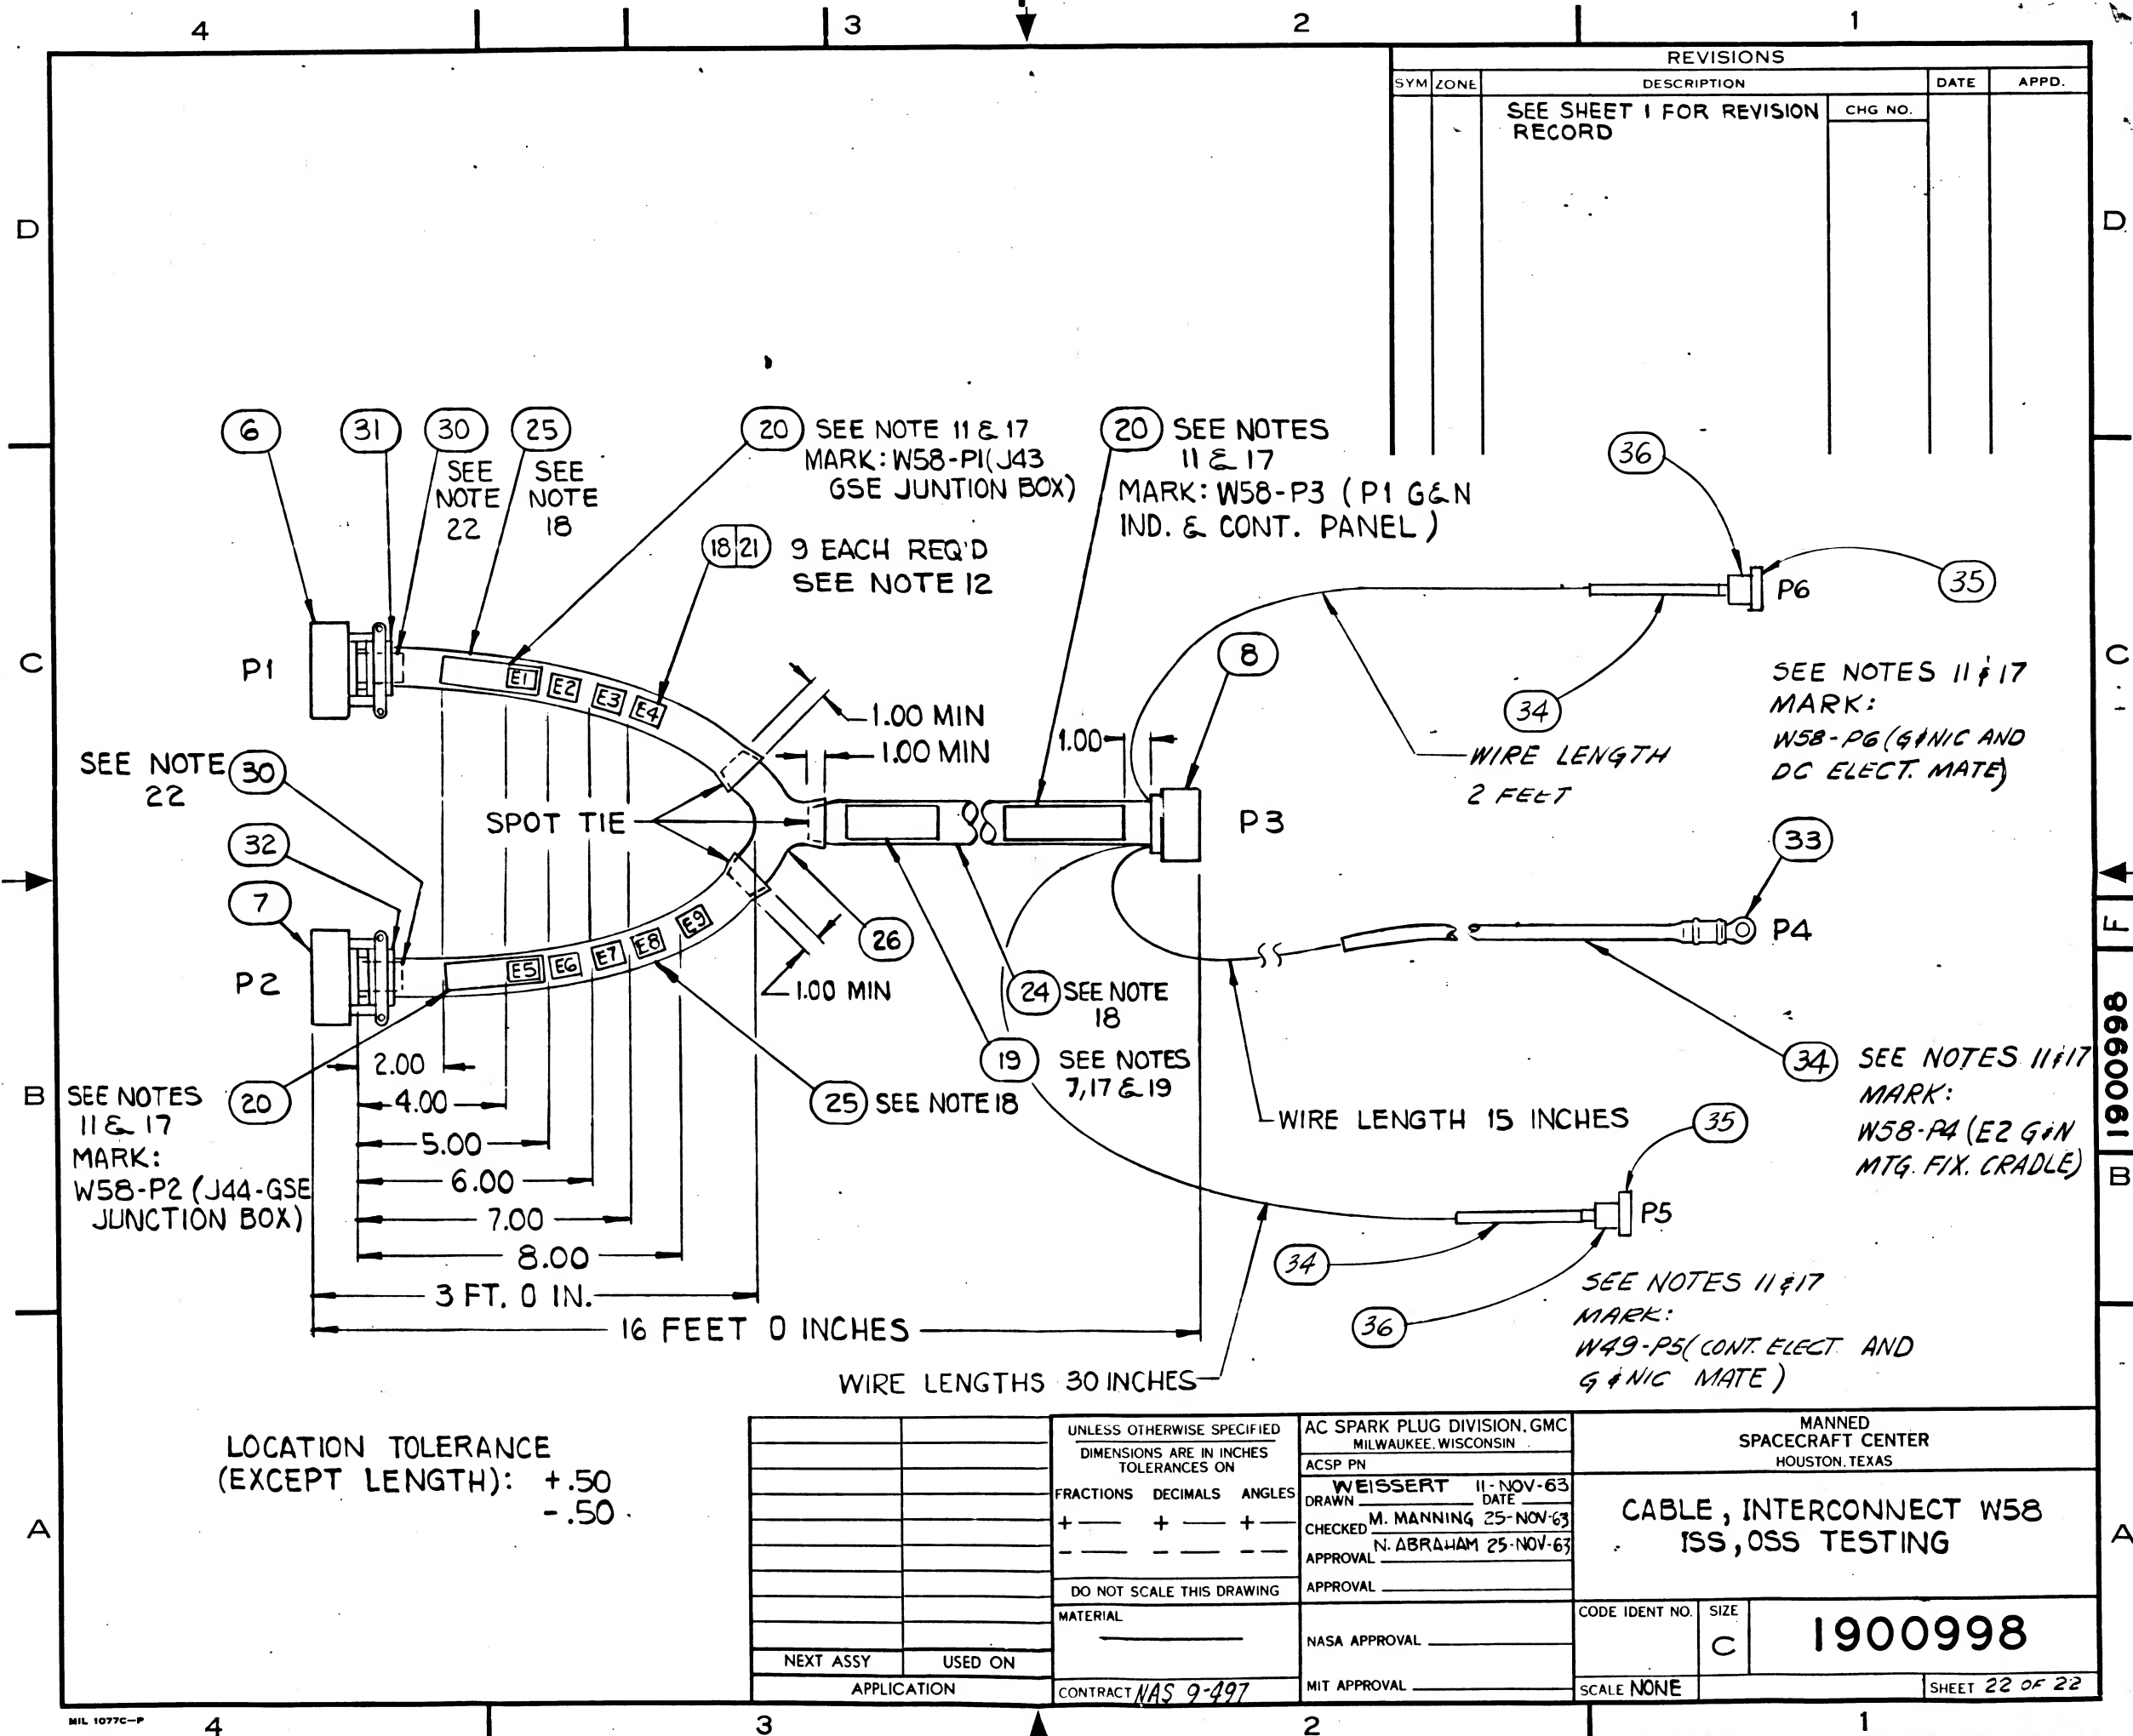 4
3
2
1
REVISIONS
SYM
ZONE
DESCRIPTION
DATE
APPD.
SEE SHEET 1 FOR REVISION
RECORD
CHG NO.
D
D
6
31
30
SEE
NOTE
22
25
SEE
NOTE
18
20
SEE NOTE 11 & 17
MARK: W58-P1(J43
GSE JUNTION BOX)
20
SEE NOTES
11 & 17
MARK: W58-P3 ( P1 G&N
IND. & CONT. PANEL )
18 21
9 EACH REQ'D
SEE NOTE 12
36
35
P6
34
WIRE LENGTH
2 FEET
SEE NOTES 11 & 17
MARK:
W58-P6 (G&NIC AND
DC ELECT. MATE)
C
C
P1
E1
E2
E3
E4
8
1.00 MIN
1.00 MIN
1.00
SEE NOTE
22
30
SPOT TIE
P3
32
7
33
P4
26
E9
E8
E7
E6
E5
P2
1.00 MIN
24
SEE NOTE
18
F
1900998
19
SEE NOTES
7, 17 & 19
34
SEE NOTES 11 & 17
MARK:
W58-P4 (E2 G&N
MTG. FIX. CRADLE)
B
B
SEE NOTES
11 & 17
MARK:
W58-P2 (J44-GSE
JUNCTION BOX)
20
2.00
4.00
5.00
6.00
7.00
8.00
3 FT. 0 IN.
16 FEET 0 INCHES
25
SEE NOTE 18
WIRE LENGTH 15 INCHES
35
P5
34
36
SEE NOTES 11 & 17
MARK:
W49-P5( CONT. ELECT. AND
G & NIC MATE )
WIRE LENGTHS 30 INCHES
LOCATION TOLERANCE
(EXCEPT LENGTH): +.50
-.50
A
A
NEXT ASSY
USED ON
APPLICATION
UNLESS OTHERWISE SPECIFIED
DIMENSIONS ARE IN INCHES
TOLERANCES ON
FRACTIONS DECIMALS ANGLES
+ — + — + —
- — - — - —
DO NOT SCALE THIS DRAWING
MATERIAL
CONTRACT NAS 9-497
AC SPARK PLUG DIVISION, GMC
MILWAUKEE, WISCONSIN
ACSP PN
DRAWN WEISSERT DATE 11-NOV-63
CHECKED M. MANNING 25-NOV-63
APPROVAL N. ABRAHAM 25-NOV-63
APPROVAL
NASA APPROVAL
MIT APPROVAL
MANNED
SPACECRAFT CENTER
HOUSTON, TEXAS
CABLE, INTERCONNECT W58
ISS, OSS TESTING
CODE IDENT NO.
SIZE
C
1900998
SCALE NONE
SHEET 22 OF 22
MIL 1077C-P
4
3
2
1